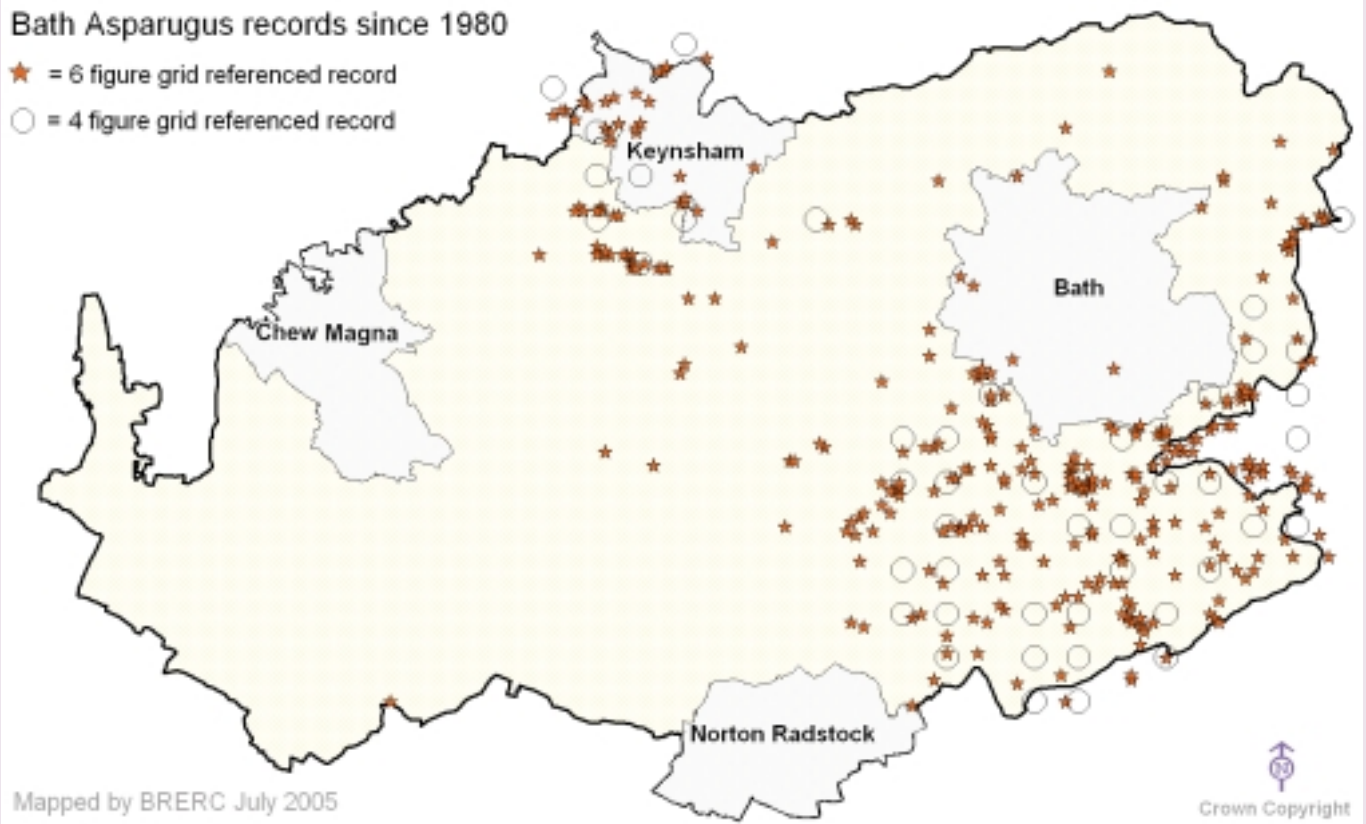 Bath Asparugus records since 1980
= 6 figure grid referenced record
= 4 figure grid referenced record
Keynsham
Bath
Chew Magna
Norton Radstock
N
Mapped by BRERC July 2005
Crown Copyright